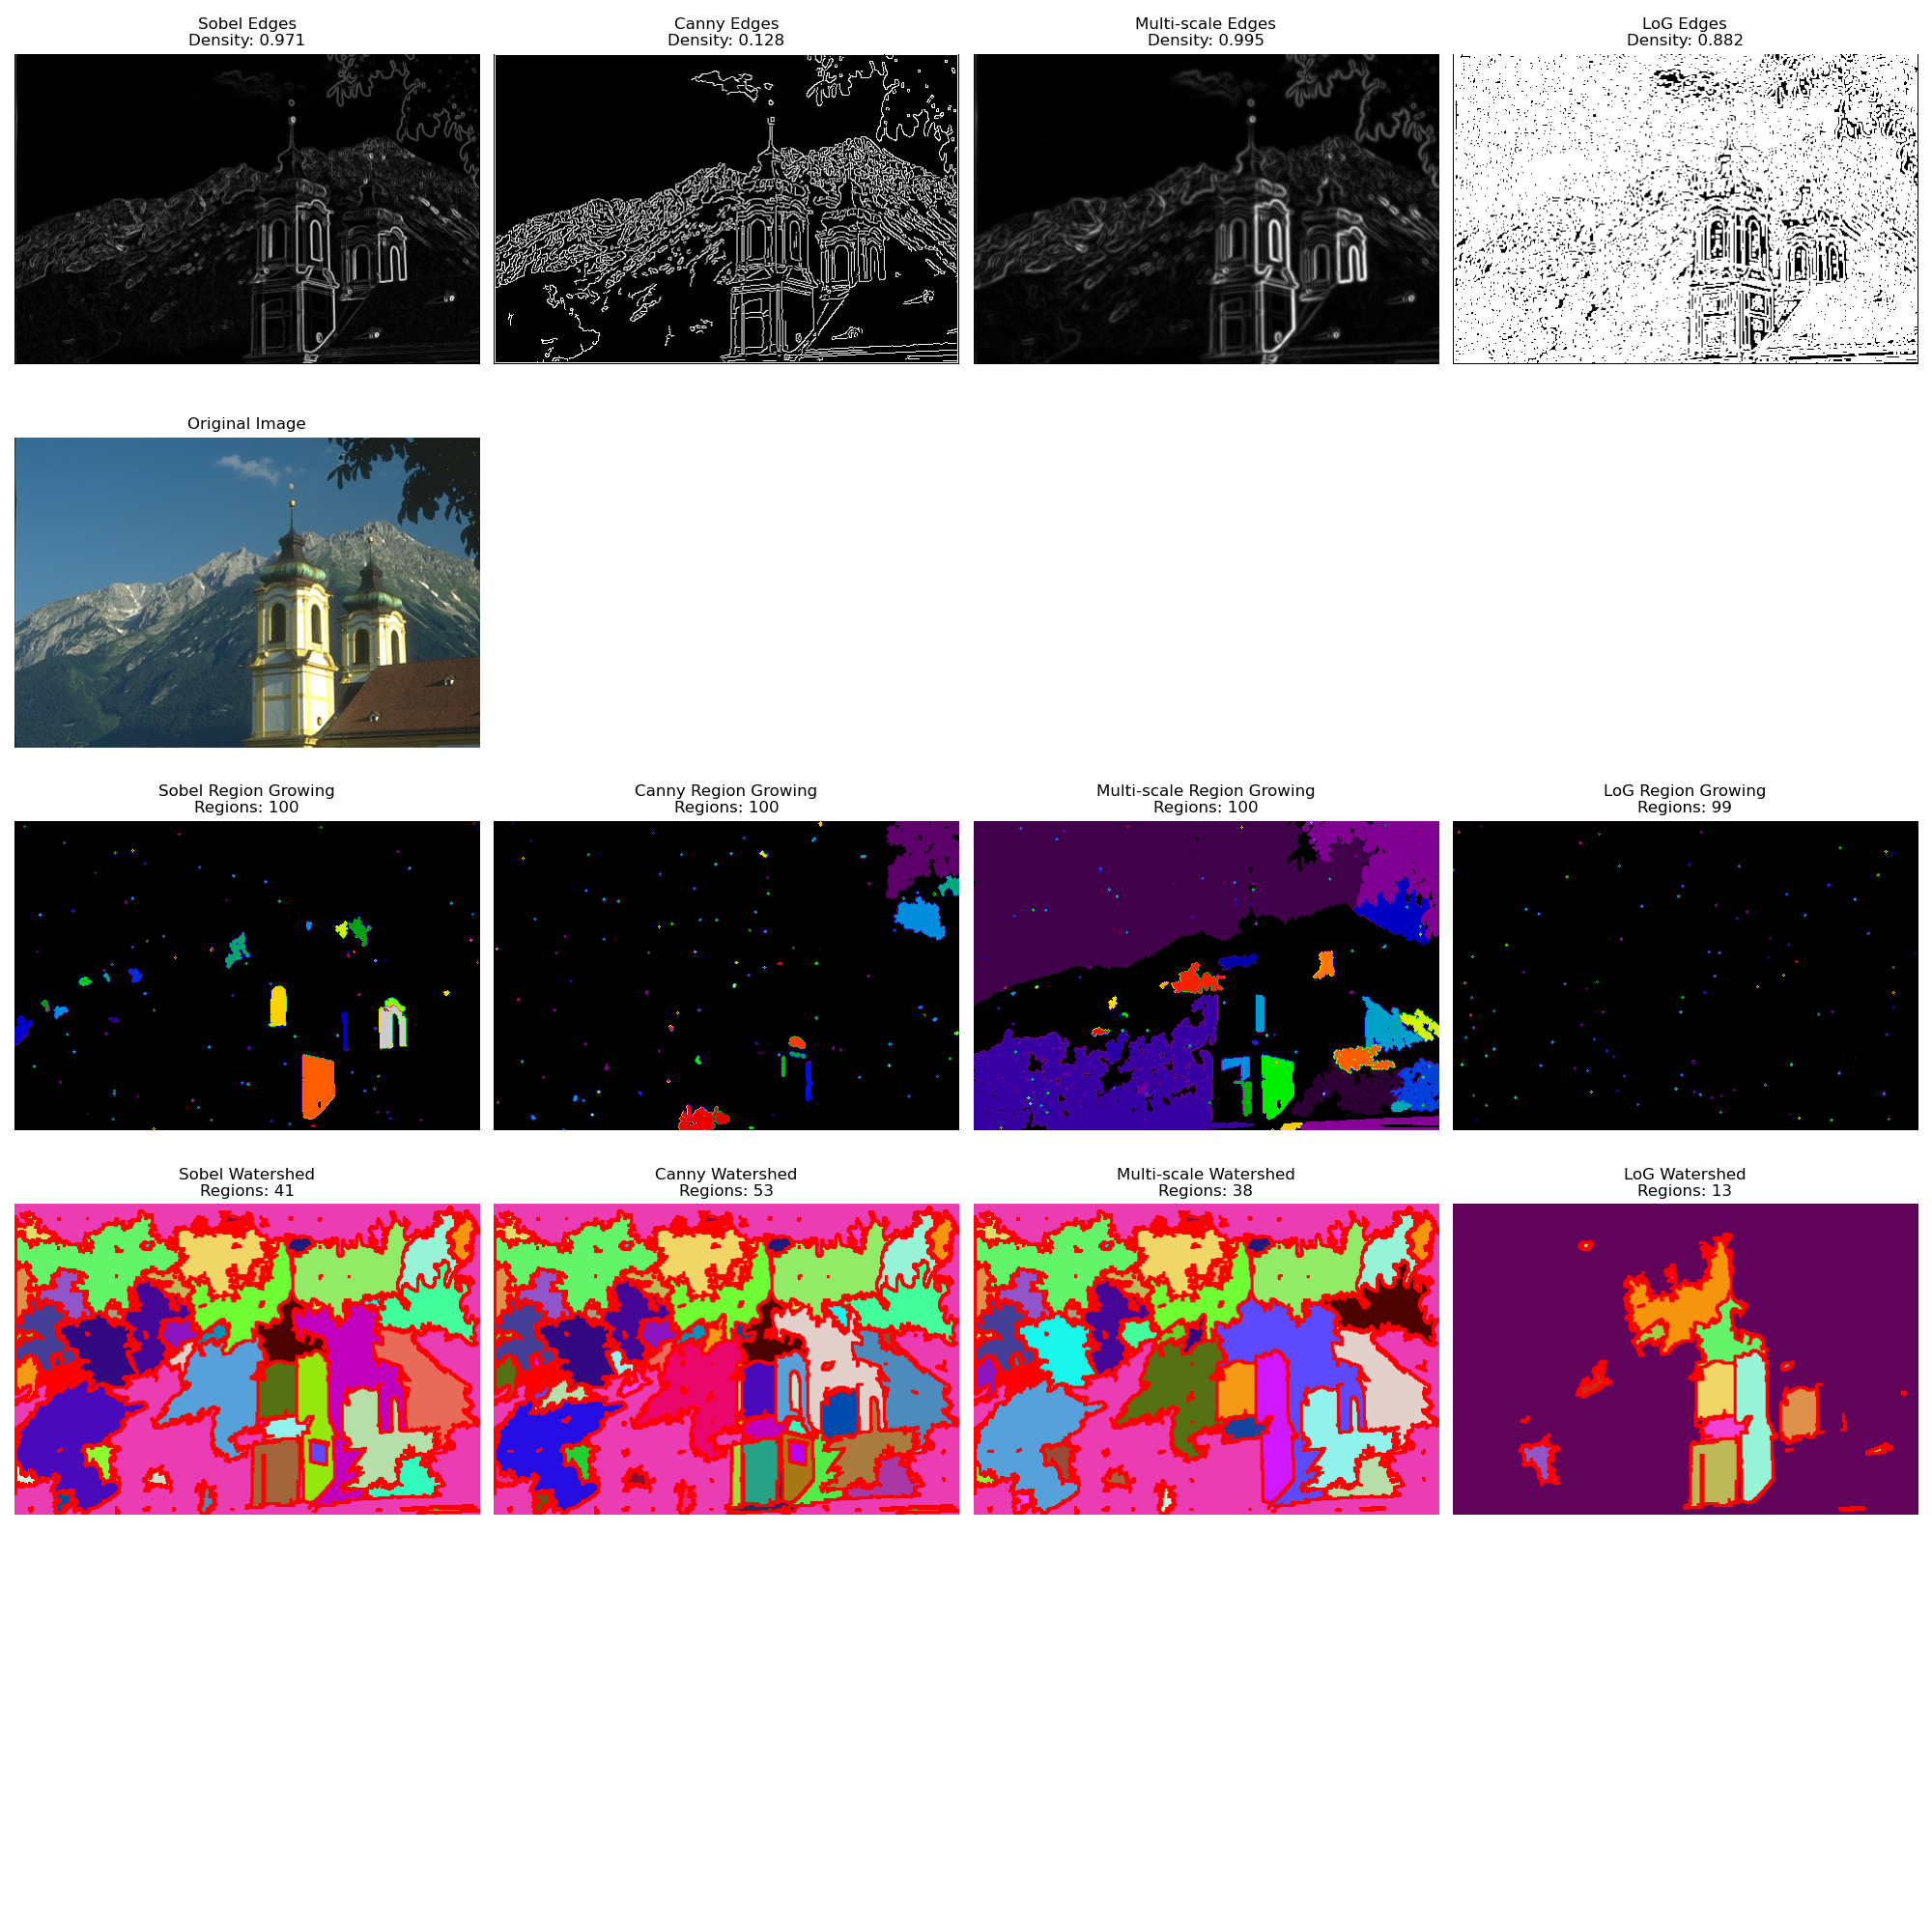 Sobel Edges
Density: 0.971
Canny Edges
Density: 0.128
Multi-scale Edges
Density: 0.995
LoG Edges
Density: 0.882
Original Image
Sobel Region Growing
Regions: 100
Canny Region Growing
Regions: 100
Multi-scale Region Growing
Regions: 100
LoG Region Growing
Regions: 99
Sobel Watershed
Regions: 41
Canny Watershed
Regions: 53
Multi-scale Watershed
Regions: 38
LoG Watershed
Regions: 13